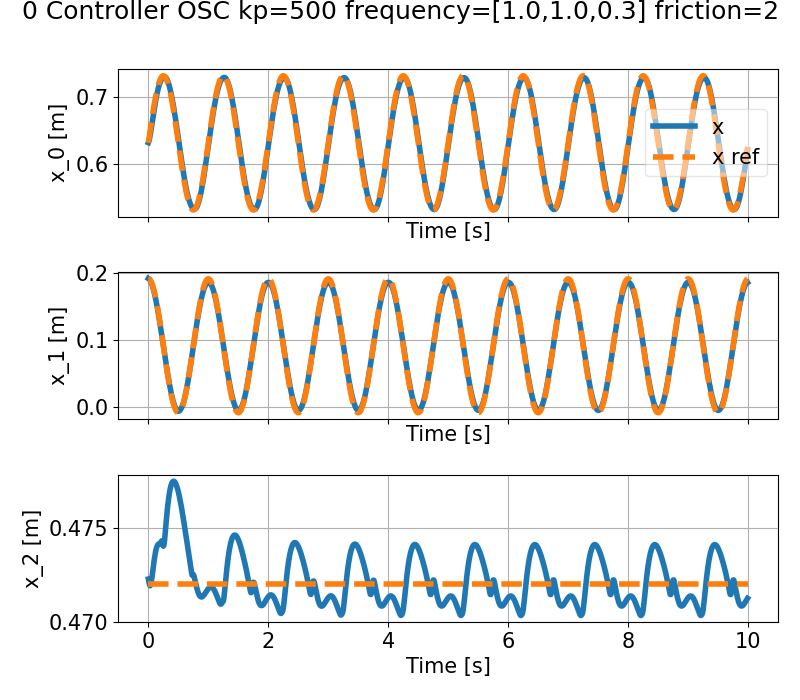 0 Controller OSC kp=500 frequency=[1.0,1.0,0.3] friction=2
x_0 [m]
0.7
0.6
x
x ref
Time [s]
x_1 [m]
0.2
0.1
0.0
Time [s]
x_2 [m]
0.475
0.470
0 2 4 6 8 10
Time [s]